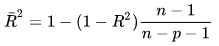 R̄² = 1 − (1 − R²) (n − 1)/(n − p − 1)